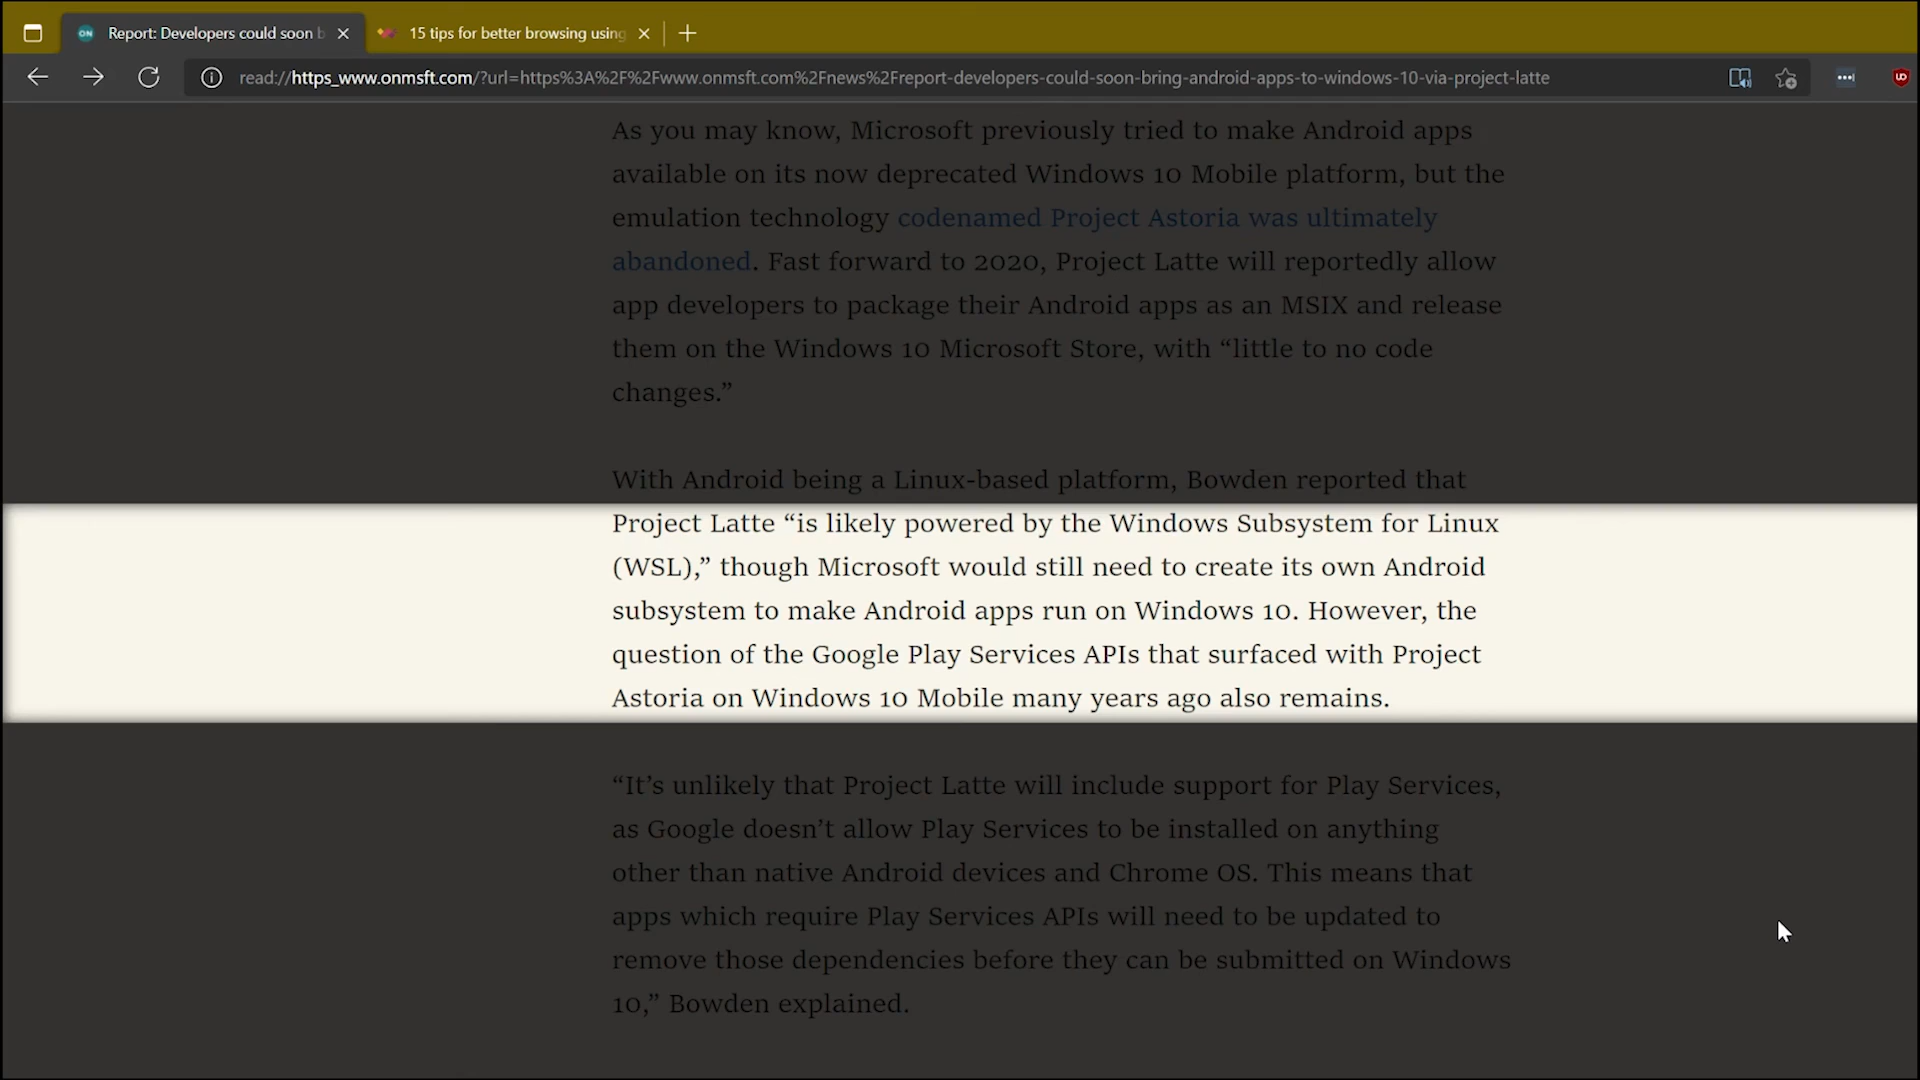 Report: Developers could soon b
15 tips for better browsing using
read://https_www.onmsft.com/?url=https%3A%2F%2Fwww.onmsft.com%2Fnews%2Freport-developers-could-soon-bring-android-apps-to-windows-10-via-project-latte
As you may know, Microsoft previously tried to make Android apps
available on its now deprecated Windows 10 Mobile platform, but the
emulation technology codenamed Project Astoria was ultimately
abandoned. Fast forward to 2020, Project Latte will reportedly allow
app developers to package their Android apps as an MSIX and release
them on the Windows 10 Microsoft Store, with “little to no code
changes.”
With Android being a Linux-based platform, Bowden reported that
Project Latte “is likely powered by the Windows Subsystem for Linux
(WSL),” though Microsoft would still need to create its own Android
subsystem to make Android apps run on Windows 10. However, the
question of the Google Play Services APIs that surfaced with Project
Astoria on Windows 10 Mobile many years ago also remains.
“It’s unlikely that Project Latte will include support for Play Services,
as Google doesn’t allow Play Services to be installed on anything
other than native Android devices and Chrome OS. This means that
apps which require Play Services APIs will need to be updated to
remove those dependencies before they can be submitted on Windows
10,” Bowden explained.